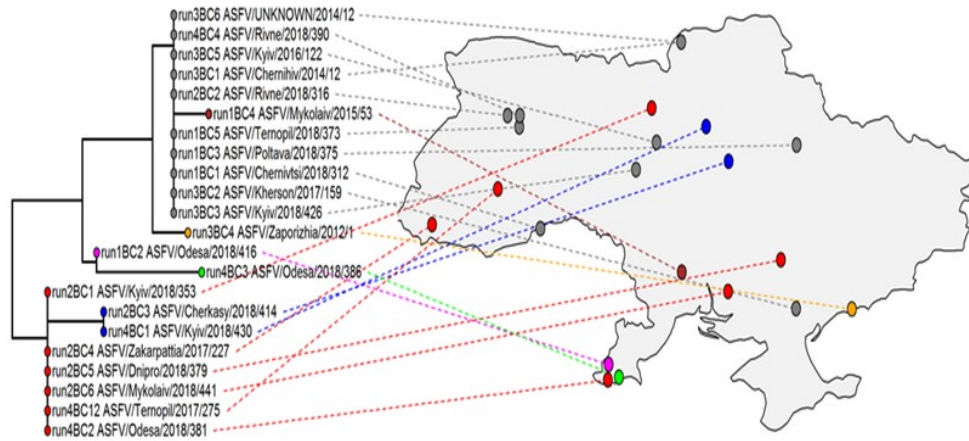 run3BC6 ASFV/UNKNOWN/2014/12
run4BC4 ASFV/Rivne/2018/390
run3BC5 ASFV/Kyiv/2016/122
run3BC1 ASFV/Chernihiv/2014/12
run2BC2 ASFV/Rivne/2018/316
run1BC4 ASFV/Mykolaiv/2015/53
run1BC5 ASFV/Ternopil/2018/373
run1BC3 ASFV/Poltava/2018/375
run1BC1 ASFV/Chernivtsi/2018/312
run3BC2 ASFV/Kherson/2017/159
run3BC3 ASFV/Kyiv/2018/426
run3BC4 ASFV/Zaporizhia/2012/1
run1BC2 ASFV/Odesa/2018/416
run4BC3 ASFV/Odesa/2018/386
run2BC1 ASFV/Kyiv/2018/353
run2BC3 ASFV/Cherkasy/2018/414
run4BC1 ASFV/Kyiv/2018/430
run2BC4 ASFV/Zakarpattia/2017/227
run2BC5 ASFV/Dnipro/2018/379
run2BC6 ASFV/Mykolaiv/2018/441
run4BC12 ASFV/Ternopil/2017/275
run4BC2 ASFV/Odesa/2018/381